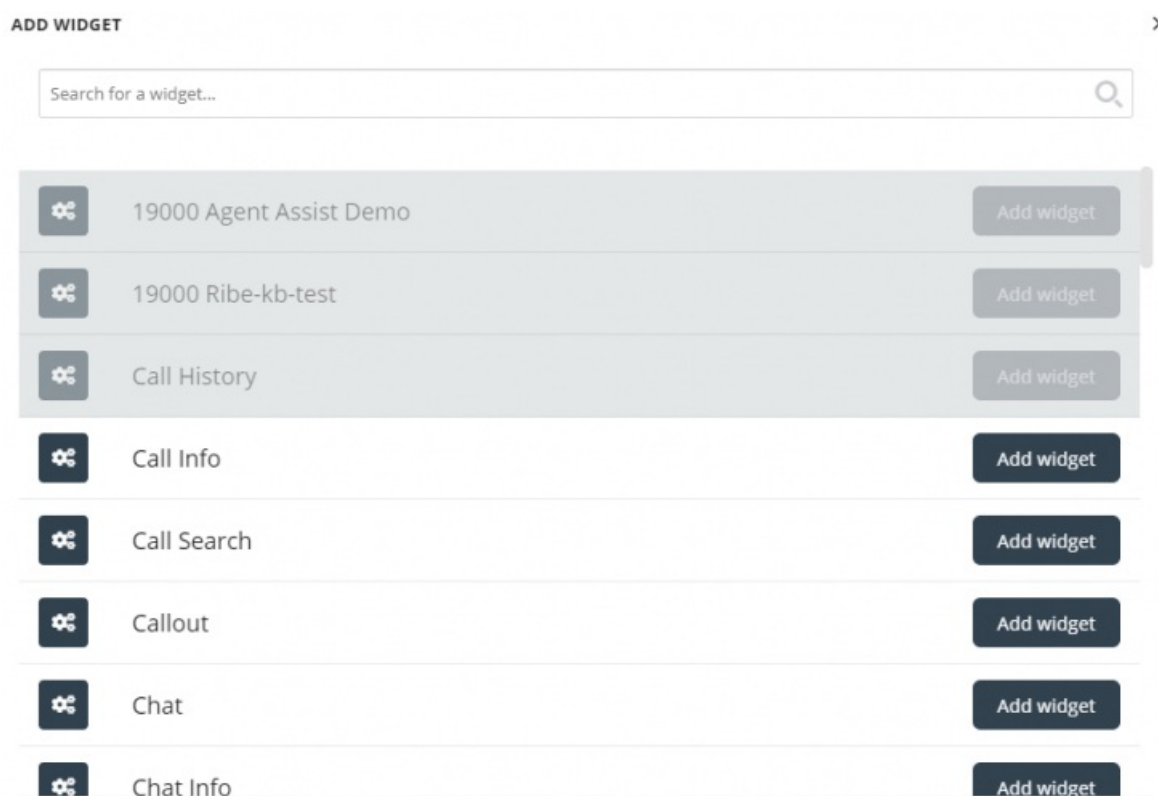 ADD WIDGET
Search for a widget...
19000 Agent Assist Demo Add widget
19000 Ribe-kb-test Add widget
Call History Add widget
Call Info Add widget
Call Search Add widget
Callout Add widget
Chat Add widget
Chat Info Add widget